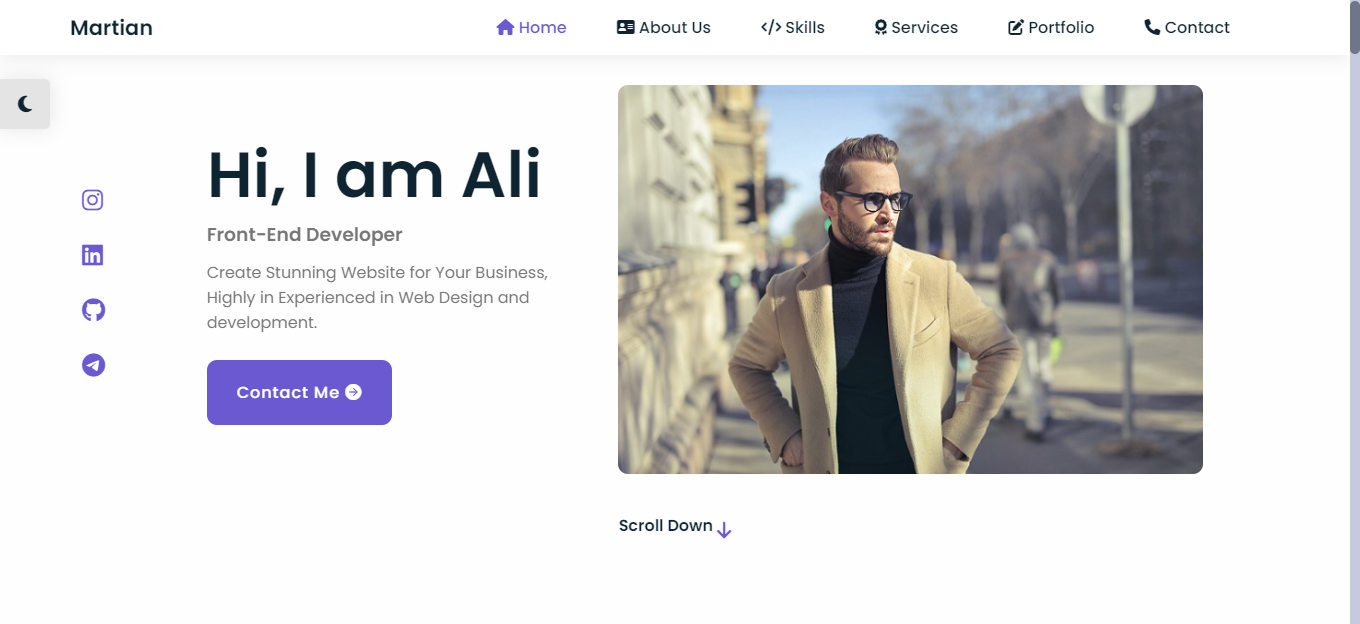 Martian
Home
About Us
Skills
Services
Portfolio
Contact
Hi, I am Ali
Front-End Developer
Create Stunning Website for Your Business,
Highly in Experienced in Web Design and
development.
Contact Me
Scroll Down